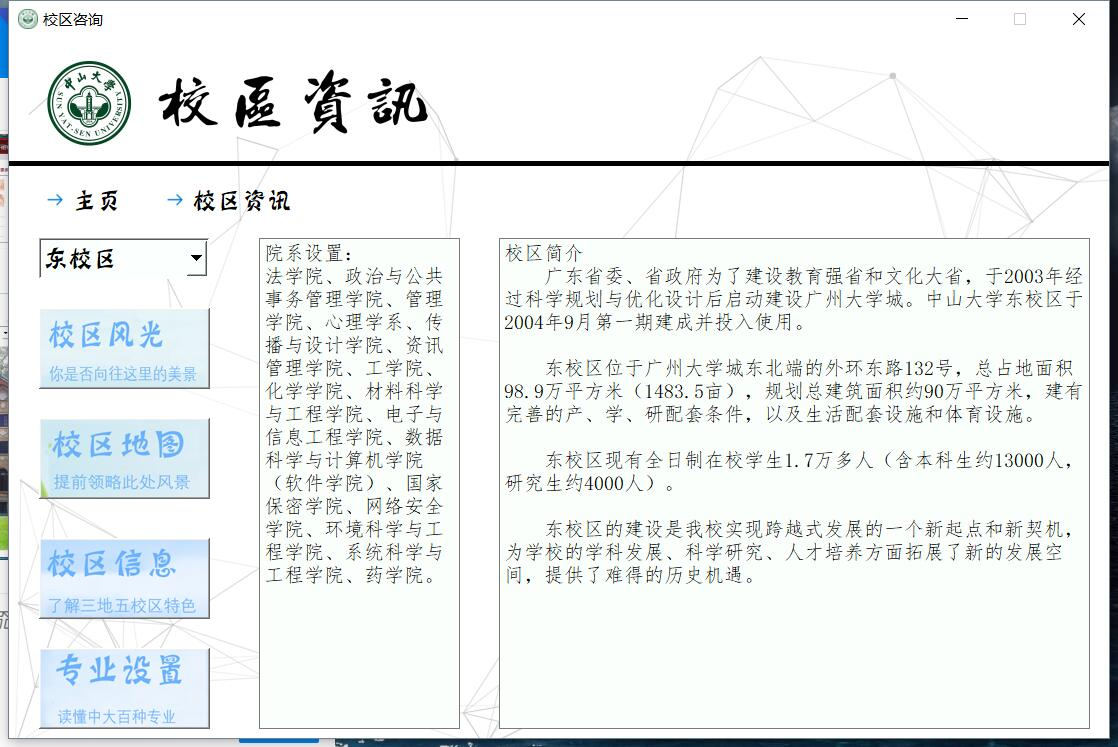 校区咨询
中山大学
SUN YAT-SEN UNIVERSITY
校區資訊
→ 主页 → 校区资讯
东校区
校区风光
你是否向往这里的美景
校区地图
提前领略此处风景
校区信息
了解三地五校区特色
专业设置
读懂中大百种专业
院系设置:
法学院、政治与公共
事务管理学院、管理
学院、心理学系、传
播与设计学院、资讯
管理学院、工学院、
化学学院、材料科学
与工程学院、电子与
信息工程学院、数据
科学与计算机学院
（软件学院）、国家
保密学院、网络安全
学院、环境科学与工
程学院、系统科学与
工程学院、药学院。
校区简介
广东省委、省政府为了建设教育强省和文化大省，于2003年经
过科学规划与优化设计后启动建设广州大学城。中山大学东校区于
2004年9月第一期建成并投入使用。
东校区位于广州大学城东北端的外环东路132号，总占地面积
98.9万平方米（1483.5亩），规划总建筑面积约90万平方米，建有
完善的产、学、研配套条件，以及生活配套设施和体育设施。
东校区现有全日制在校学生1.7万多人（含本科生约13000人，
研究生约4000人）。
东校区的建设是我校实现跨越式发展的一个新起点和新契机，
为学校的学科发展、科学研究、人才培养方面拓展了新的发展空
间，提供了难得的历史机遇。